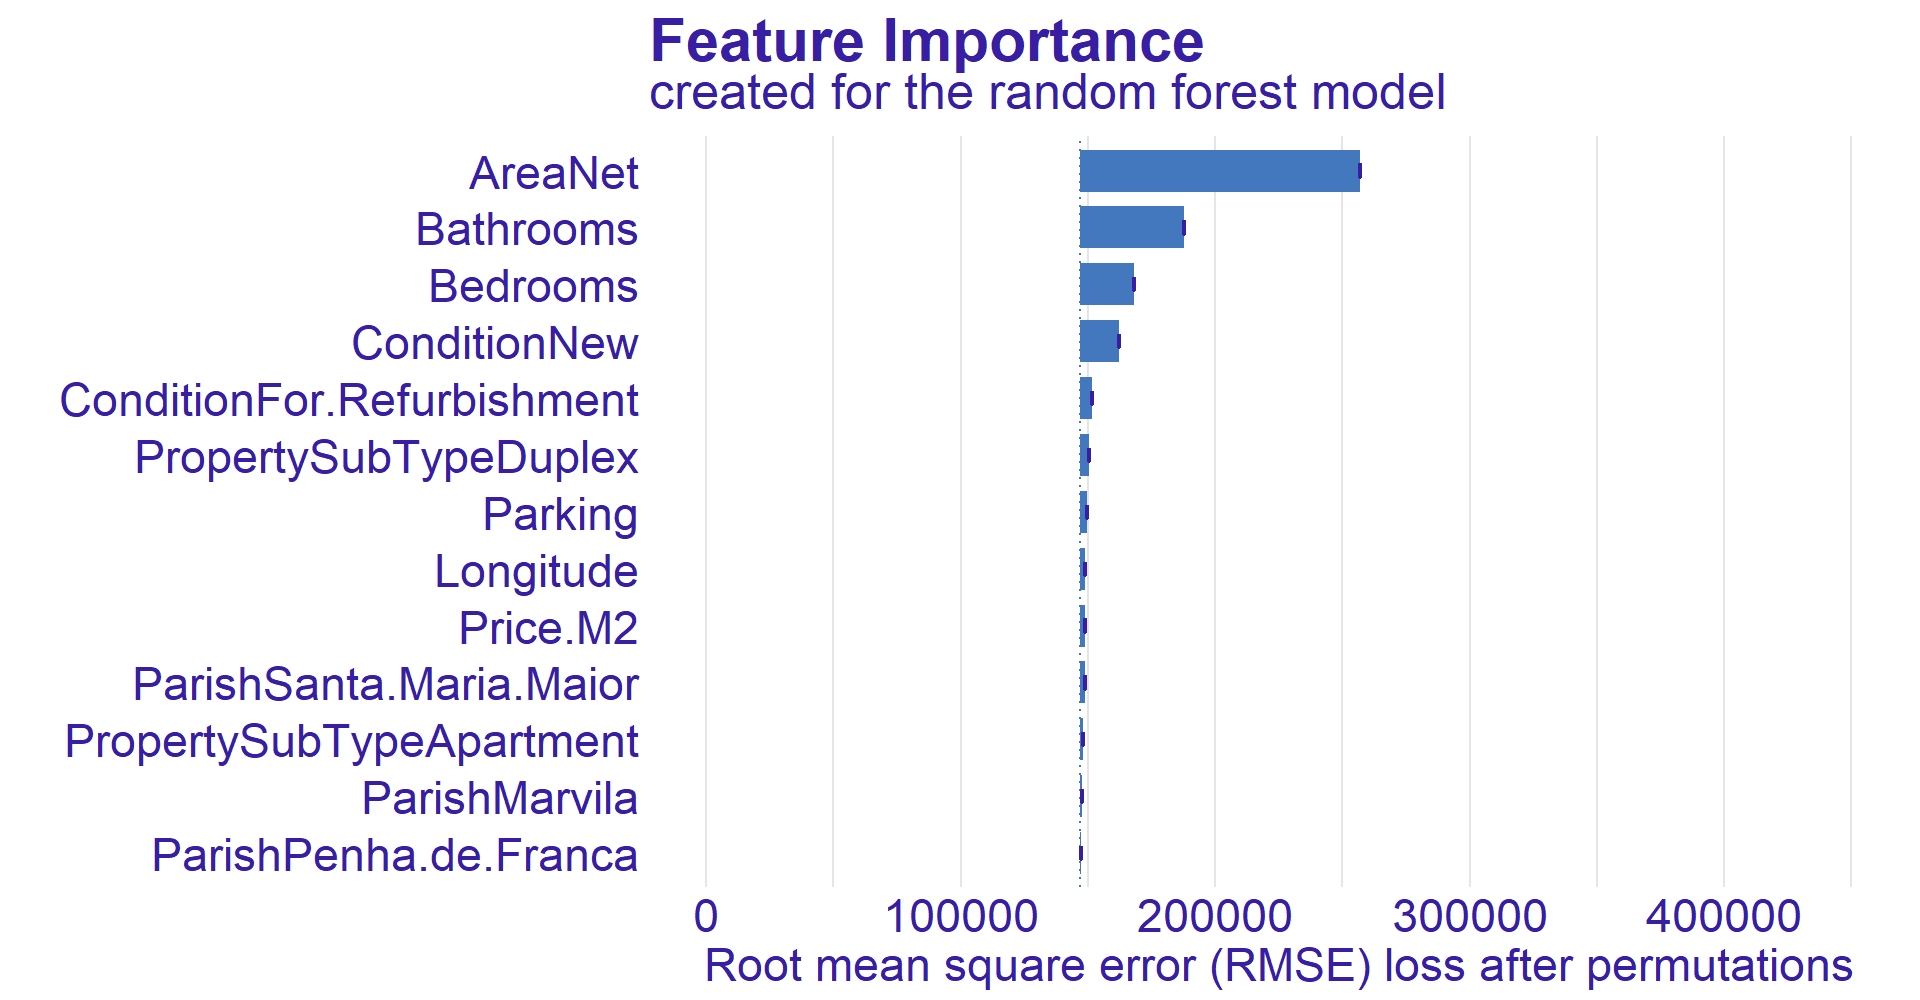 Feature Importance
created for the random forest model
AreaNet
Bathrooms
Bedrooms
ConditionNew
ConditionFor.Refurbishment
PropertySubTypeDuplex
Parking
Longitude
Price.M2
ParishSanta.Maria.Maior
PropertySubTypeApartment
ParishMarvila
ParishPenha.de.Franca
0 100000 200000 300000 400000
Root mean square error (RMSE) loss after permutations